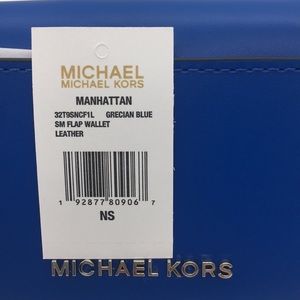 MICHAEL
MICHAEL KORS
MANHATTAN
32T9SNCF1L GRECIAN BLUE
SM FLAP WALLET
LEATHER
1 92877 80906 7
NS
MICHAEL KORS